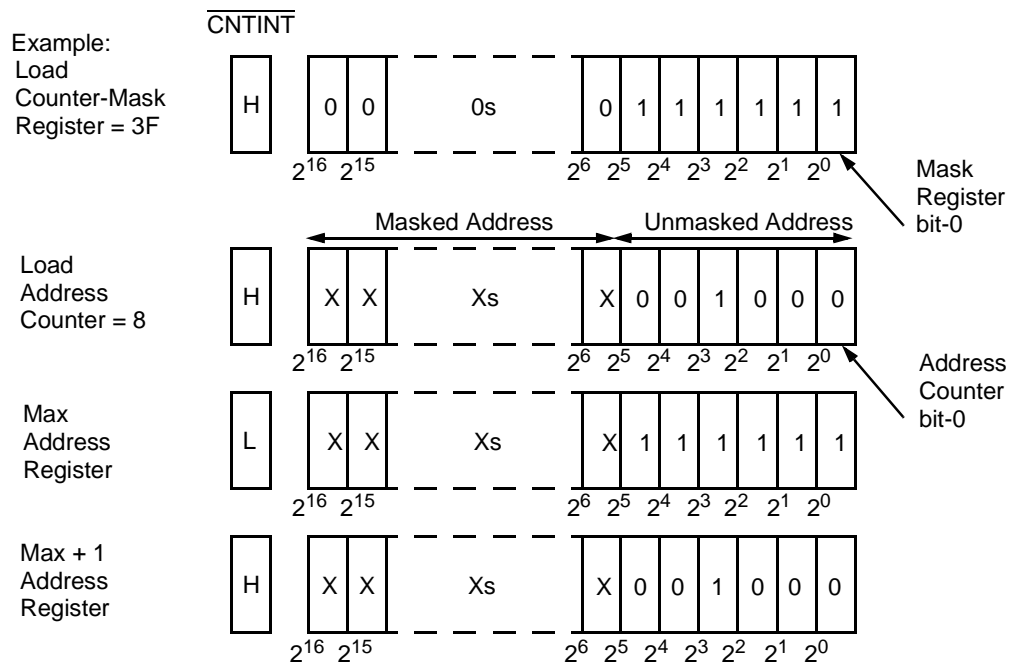 CNTINT
Example:
Load
Counter-Mask
Register = 3F
H 0 0 0s 0 1 1 1 1 1 1
2^16 2^15 2^6 2^5 2^4 2^3 2^2 2^1 2^0
Mask
Register
bit-0
Masked Address Unmasked Address
Load
Address
Counter = 8
H X X Xs X 0 0 1 0 0 0
2^16 2^15 2^6 2^5 2^4 2^3 2^2 2^1 2^0
Address
Counter
bit-0
Max
Address
Register
L X X Xs X 1 1 1 1 1 1
2^16 2^15 2^6 2^5 2^4 2^3 2^2 2^1 2^0
Max + 1
Address
Register
H X X Xs X 0 0 1 0 0 0
2^16 2^15 2^6 2^5 2^4 2^3 2^2 2^1 2^0